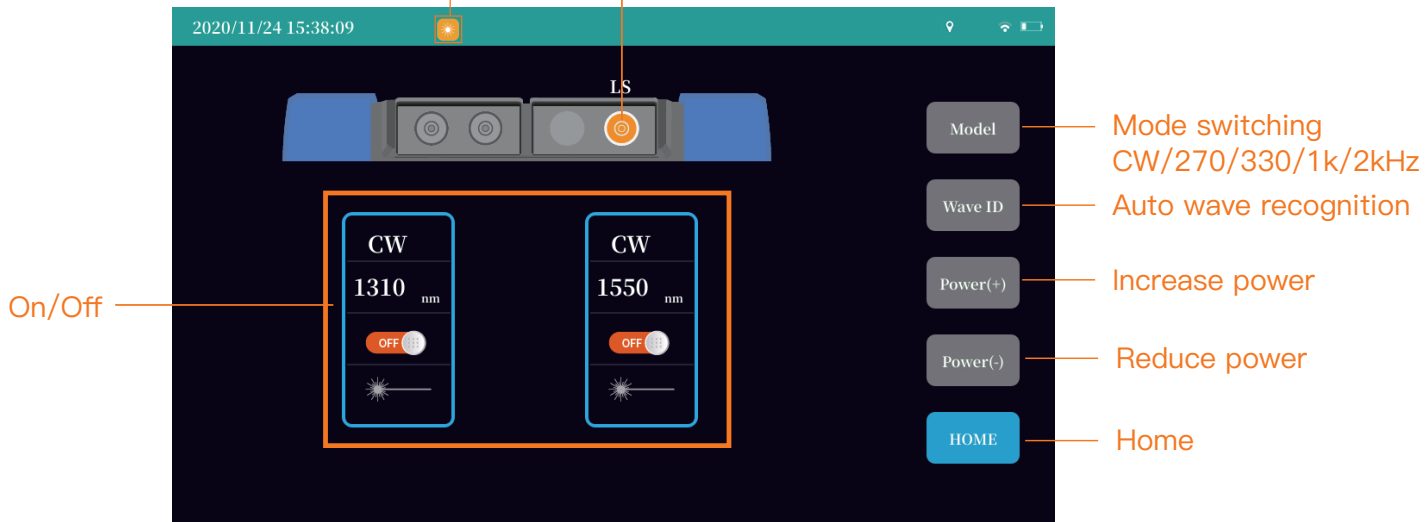 2020/11/24 15:38:09
LS
Model
Mode switching
CW/270/330/1k/2kHz
Wave ID
Auto wave recognition
CW
1310 nm
OFF
CW
1550 nm
OFF
On/Off
Power(+)
Increase power
Power(-)
Reduce power
HOME
Home